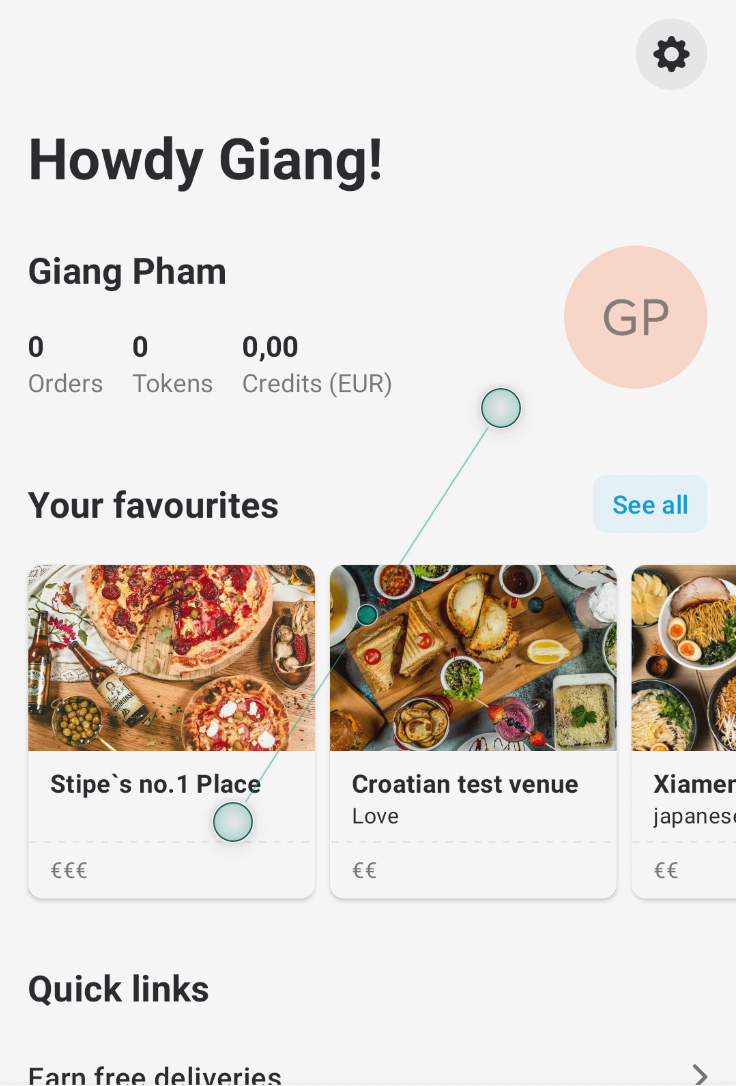 Howdy Giang!
Giang Pham
GP
0 0 0,00
Orders Tokens Credits (EUR)
Your favourites
See all
Stipe`s no.1 Place
€€€
Croatian test venue
Love
€€
Xiamen
japanese
€€
Quick links
Earn free deliveries